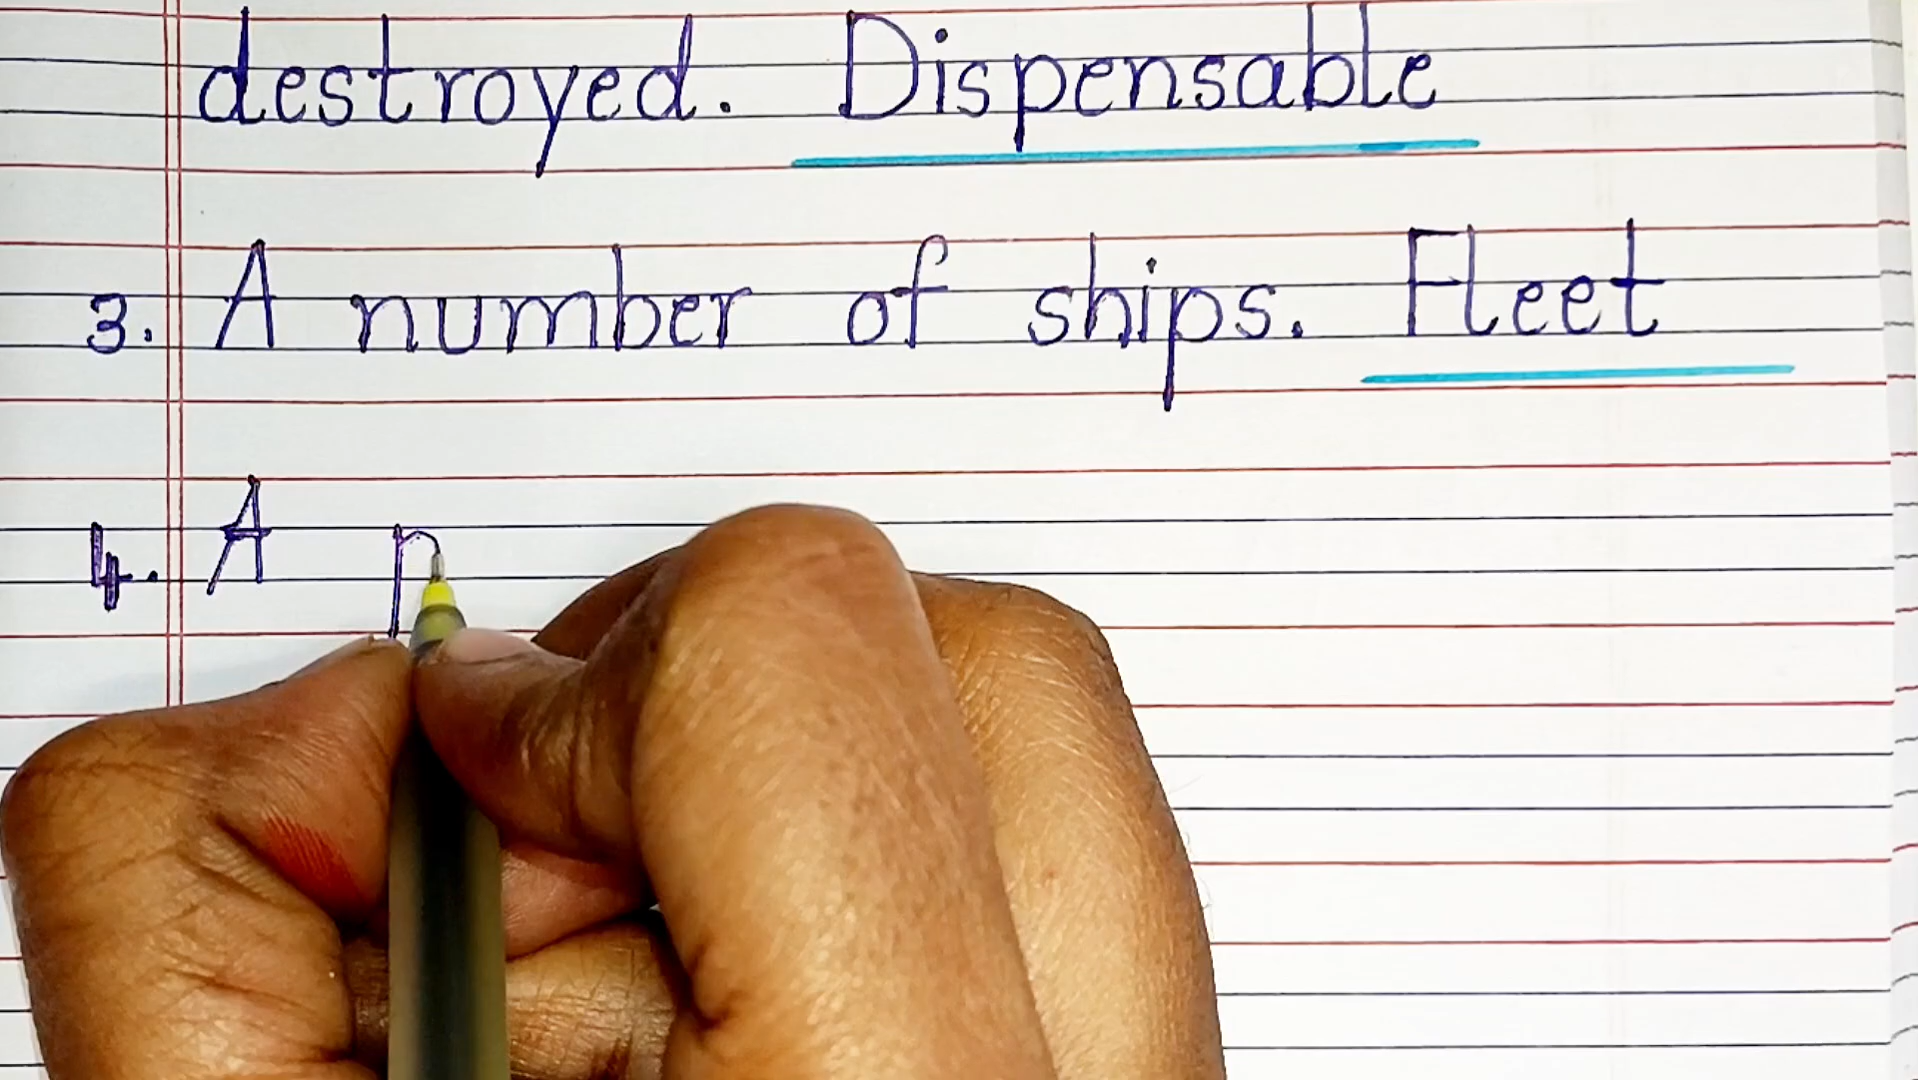 destroyed. Dispensable
3. A number of ships. Fleet
4. A p